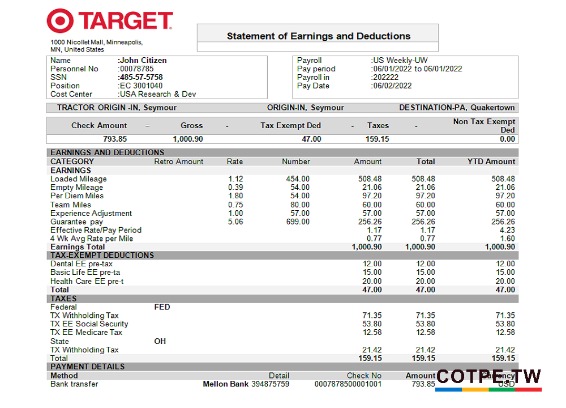 TARGET
1000 Nicollet Mall, Minneapolis,
MN, United States
Statement of Earnings and Deductions
Name :John Citizen
Personnel No :00078785
SSN :485-57-5758
Position :EC 3001040
Cost Center :USA Research & Dev
Payroll :US Weekly-UW
Pay period :06/01/2022 to 06/01/2022
Payroll in :202222
Pay Date :06/02/2022
TRACTOR ORIGIN -IN, Seymour ORIGIN-IN, Seymour DESTINATION-PA, Quakertown
Check Amount - Gross - Tax Exempt Ded - Taxes - Non Tax Exempt Ded
793.85 1,000.90 47.00 159.15 0.00
EARNINGS AND DEDUCTIONS
CATEGORY Retro Amount Rate Number Amount Total YTD Amount
EARNINGS
Loaded Mileage 1.12 454.00 508.48 508.48 508.48
Empty Mileage 0.39 54.00 21.06 21.06 21.06
Per Diem Miles 1.80 54.00 97.20 97.20 97.20
Team Miles 0.75 80.00 60.00 60.00 60.00
Experience Adjustment 1.00 57.00 57.00 57.00 57.00
Guarantee pay 5.06 699.00 256.26 256.26 256.26
Effective Rate/Pay Period 1.17 1.17 4.23
4 Wk Avg Rate per Mile 0.77 0.77 1.60
Earnings Total 1,000.90 1,000.90 1,000.90
TAX-EXEMPT DEDUCTIONS
Dental EE pre-tax 12.00 12.00 12.00
Basic Life EE pre-ta 15.00 15.00 15.00
Health Care EE pre-t 20.00 20.00 20.00
Total 47.00 47.00 47.00
TAXES
Federal FED
TX Withholding Tax 71.35 71.35 71.35
TX EE Social Security 53.80 53.80 53.80
TX EE Medicare Tax 12.58 12.58 12.58
State OH
TX Withholding Tax 21.42 21.42 21.42
Total 159.15 159.15 159.15
PAYMENT DETAILS
Method Detail Check No Amount
Bank transfer Mellon Bank 394875759 0007878500001001 793.85 USD
COTPE.TW